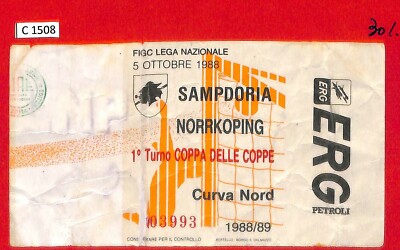 C 1508
30%
FIGC LEGA NAZIONALE
5 OTTOBRE 1988
SAMPDORIA
NORRKOPING
1º Turno COPPA DELLE COPPE
Curva Nord
03993
1988/89
ERG
ERG
PETROLI